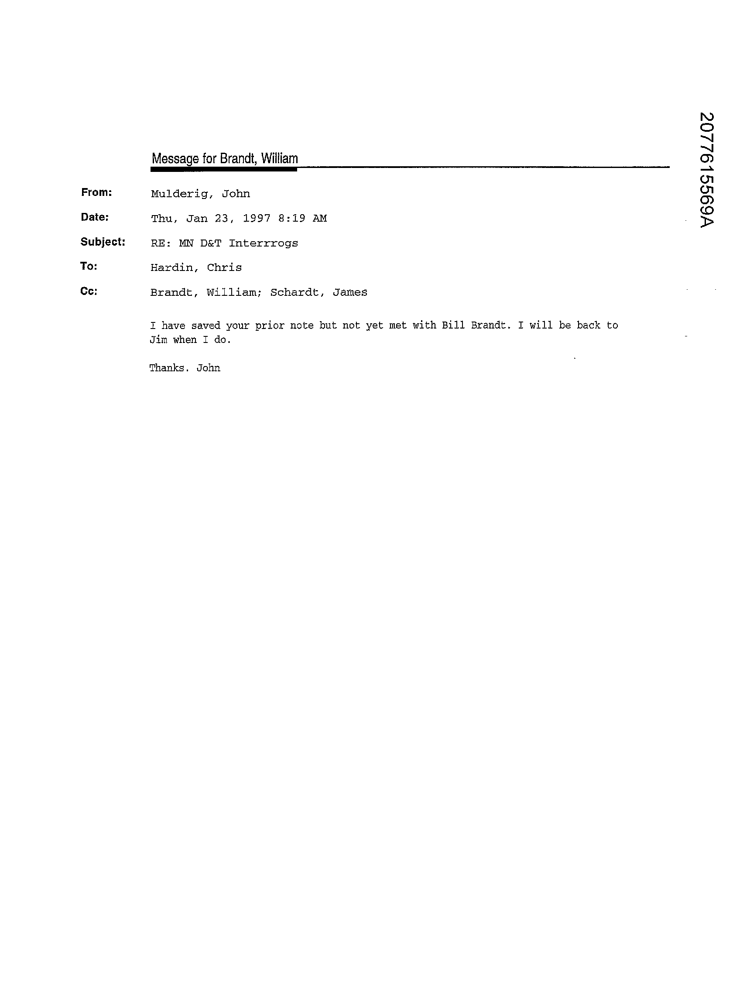 Message for Brandt, William
From: Mulderig, John
Date: Thu, Jan 23, 1997 8:19 AM
Subject: RE: MN D&T Interrrogs
To: Hardin, Chris
Cc: Brandt, William; Schardt, James
I have saved your prior note but not yet met with Bill Brandt. I will be back to
Jim when I do.
Thanks. John
2077615569A